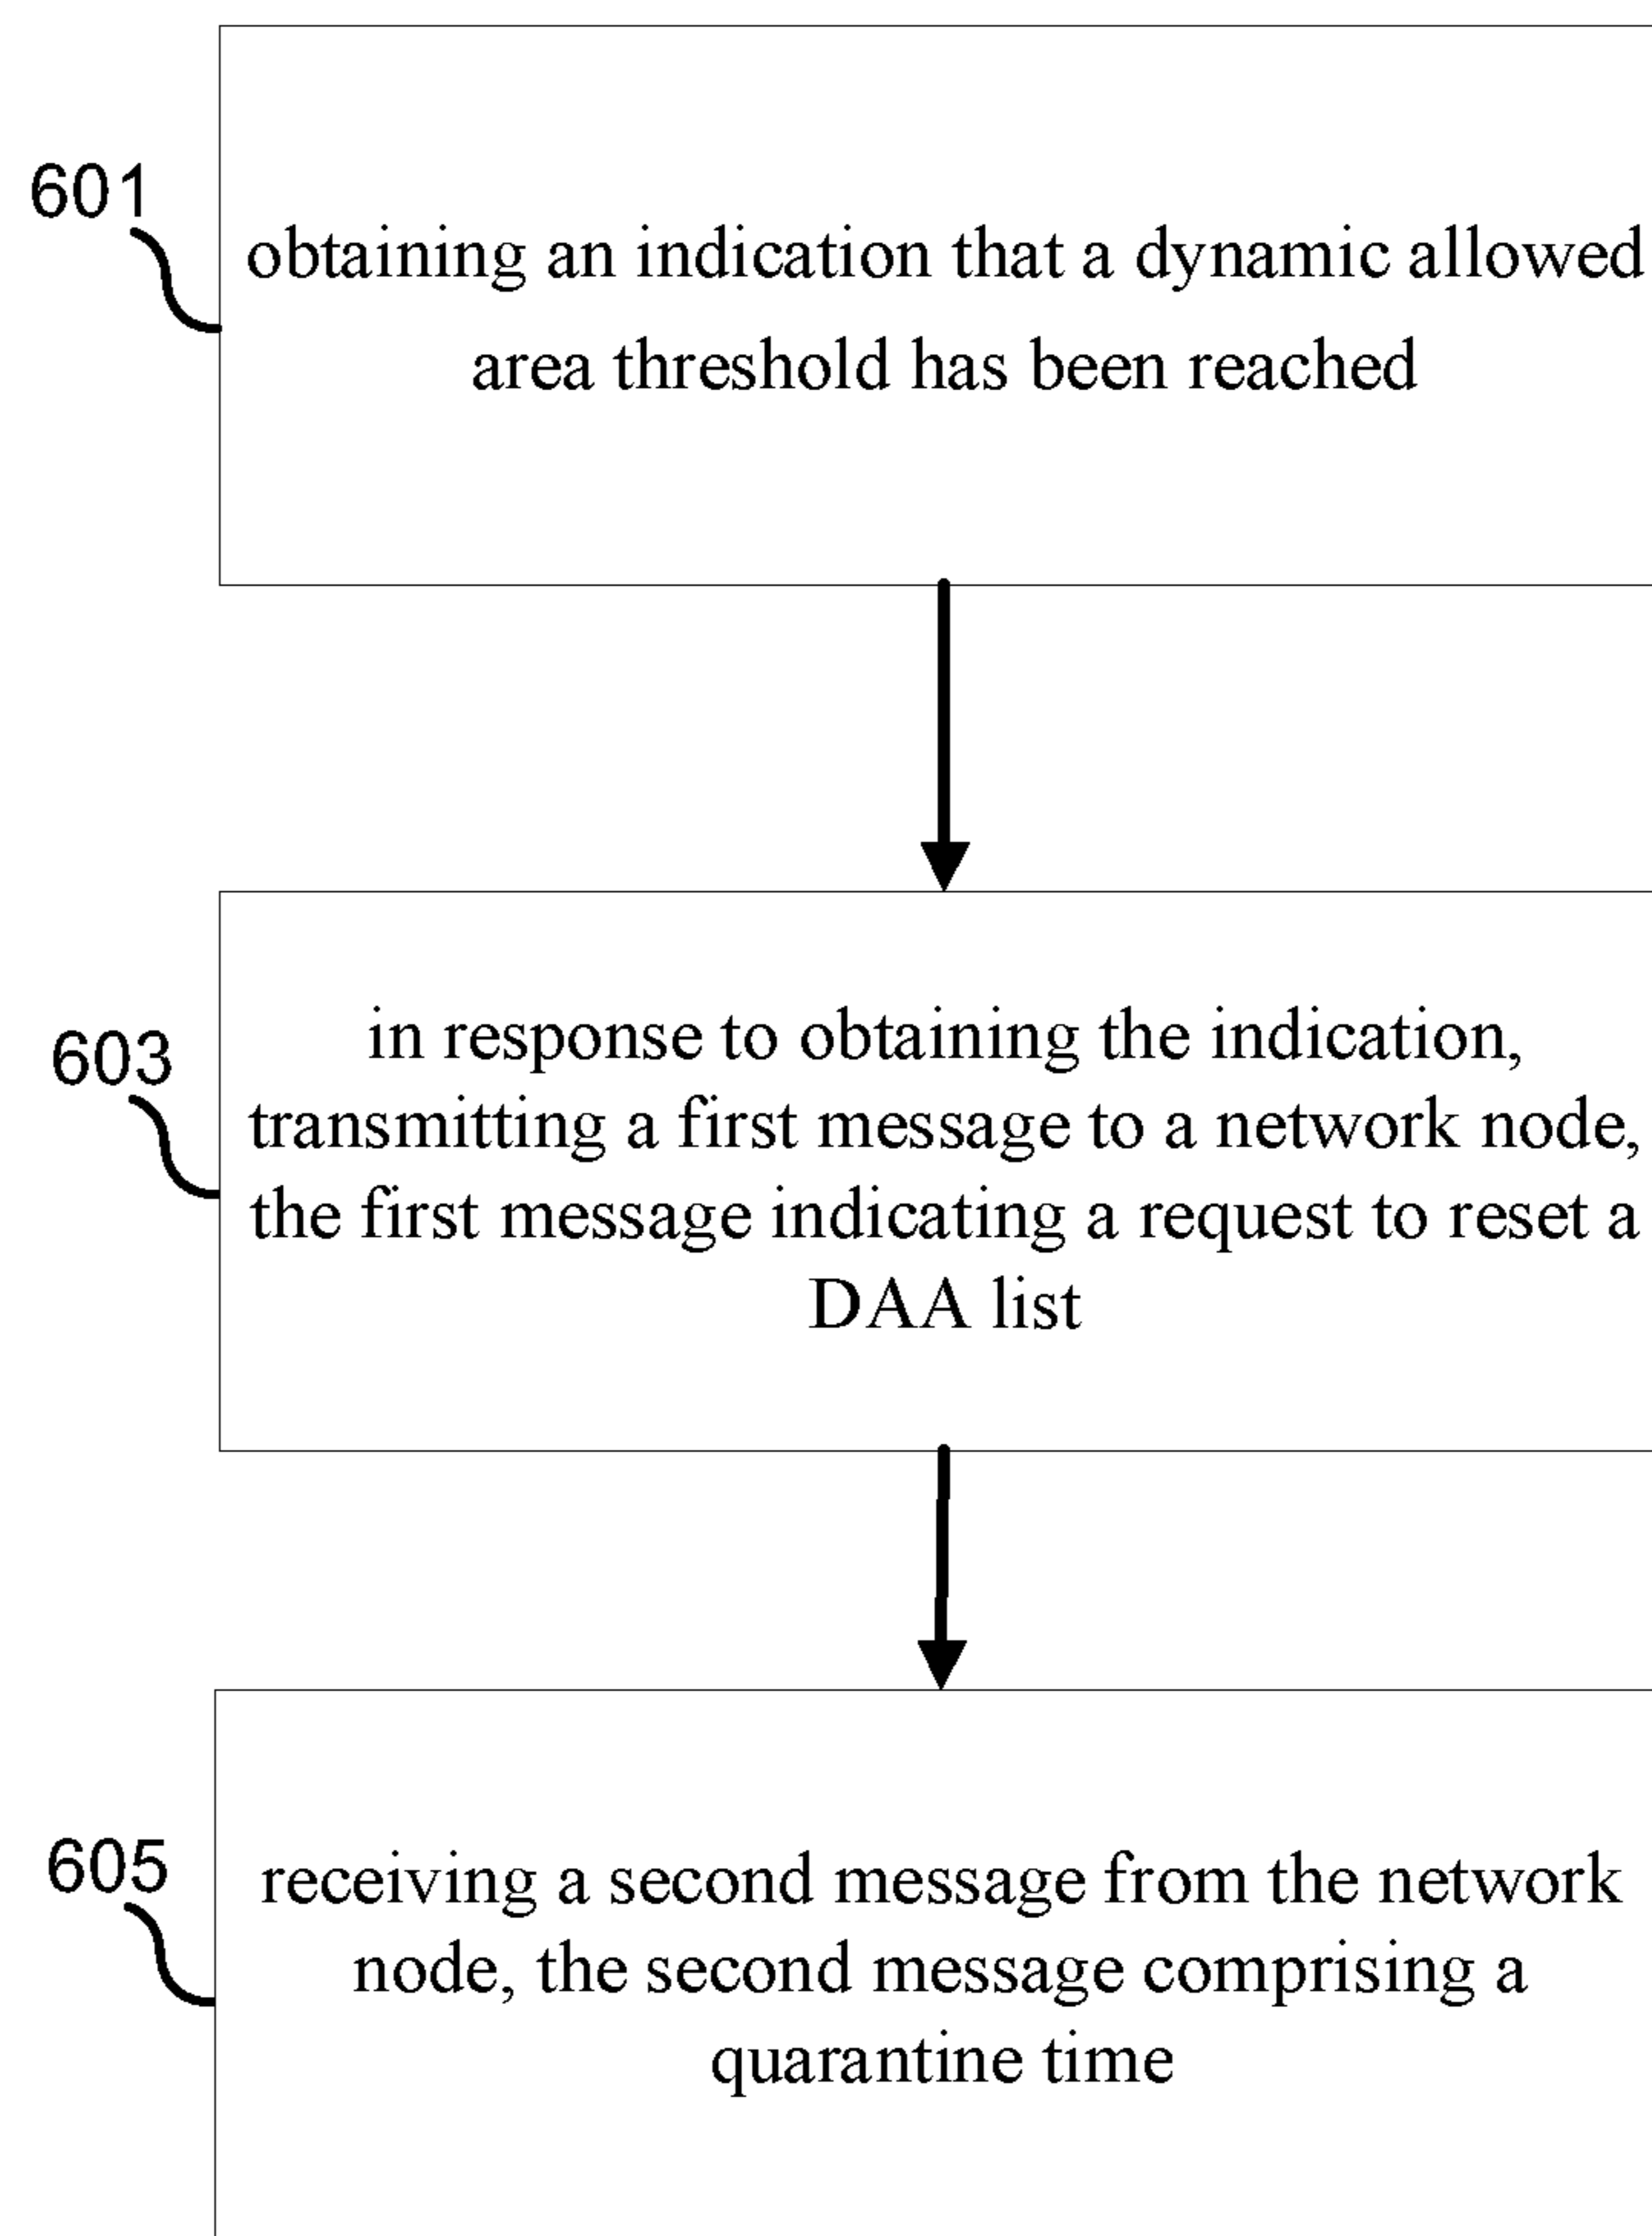 601
obtaining an indication that a dynamic allowed
area threshold has been reached
603
in response to obtaining the indication,
transmitting a first message to a network node,
the first message indicating a request to reset a
DAA list
605
receiving a second message from the network
node, the second message comprising a
quarantine time